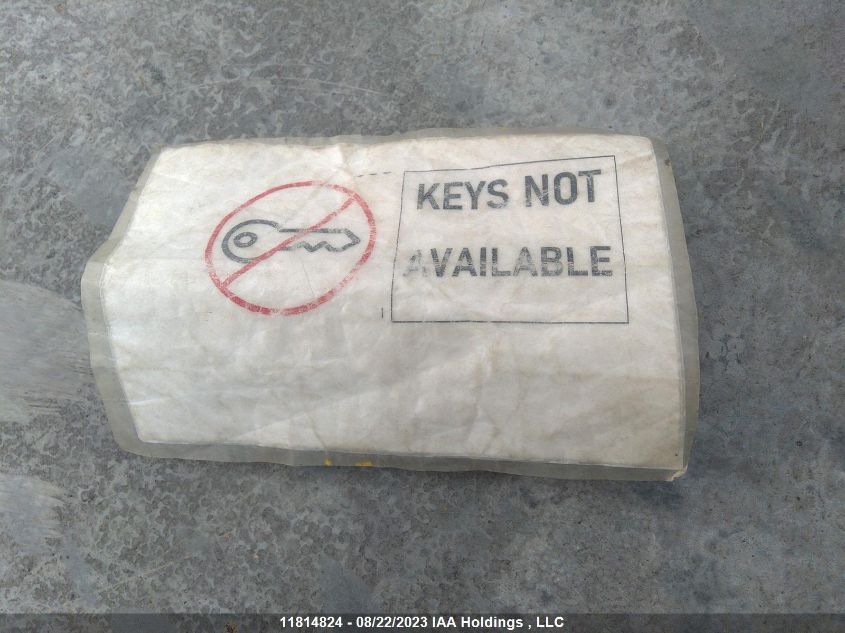 KEYS NOT
AVAILABLE
11814824 - 08/22/2023 IAA Holdings , LLC